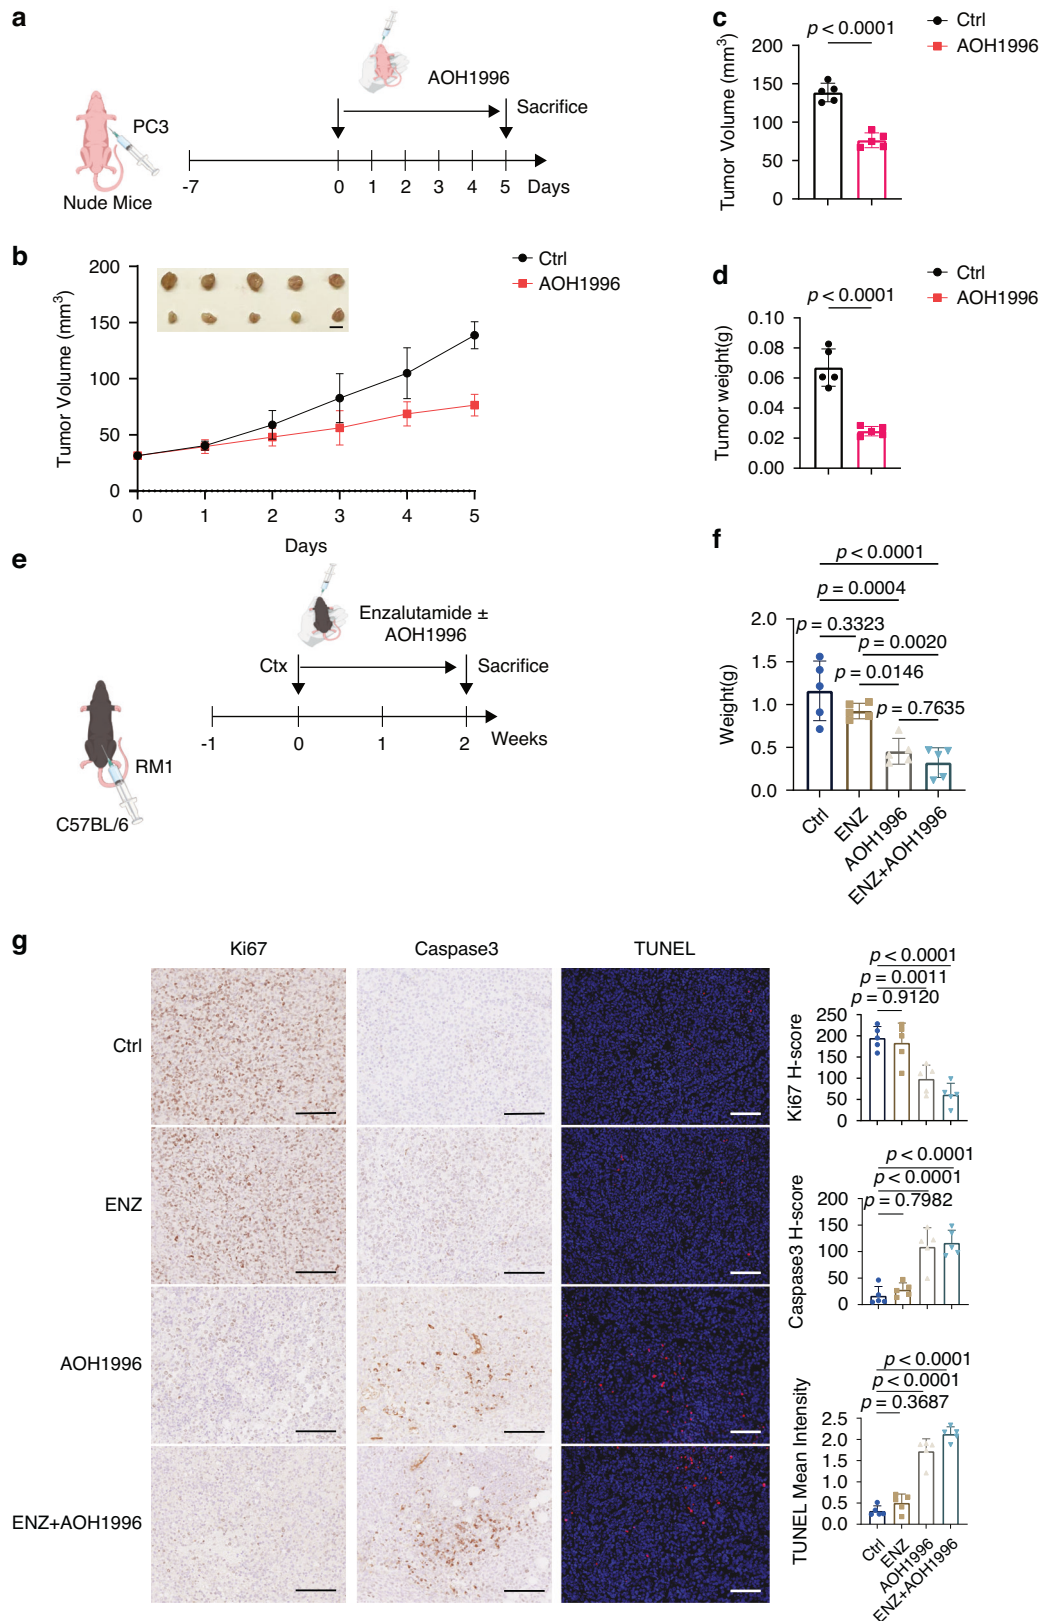 a
PC3
Nude Mice
AOH1996
Sacrifice
-7
0
1
2
3
4
5
Days
b
Tumor Volume (mm³)
200
150
100
50
0
0
1
2
3
4
5
Days
Ctrl
AOH1996
c
Ctrl
AOH1996
p < 0.0001
Tumor Volume (mm³)
200
150
100
50
0
d
Ctrl
AOH1996
p < 0.0001
Tumor weight(g)
0.10
0.08
0.06
0.04
0.02
0.00
e
Enzalutamide ±
AOH1996
Ctx
Sacrifice
-1
0
1
2
Weeks
RM1
C57BL/6
f
p < 0.0001
p = 0.0004
p = 0.3323
p = 0.0020
p = 0.0146
p = 0.7635
Weight(g)
2.0
1.5
1.0
0.5
0.0
Ctrl
ENZ
AOH1996
ENZ+AOH1996
g
Ki67
Caspase3
TUNEL
Ctrl
ENZ
AOH1996
ENZ+AOH1996
p < 0.0001
p = 0.0011
p = 0.9120
Ki67 H-score
250
200
150
100
50
0
p < 0.0001
p < 0.0001
p = 0.7982
Caspase3 H-score
200
150
100
50
0
p < 0.0001
p < 0.0001
p = 0.3687
TUNEL Mean Intensity
2.5
2.0
1.5
1.0
0.5
0.0
Ctrl
ENZ
AOH1996
ENZ+AOH1996